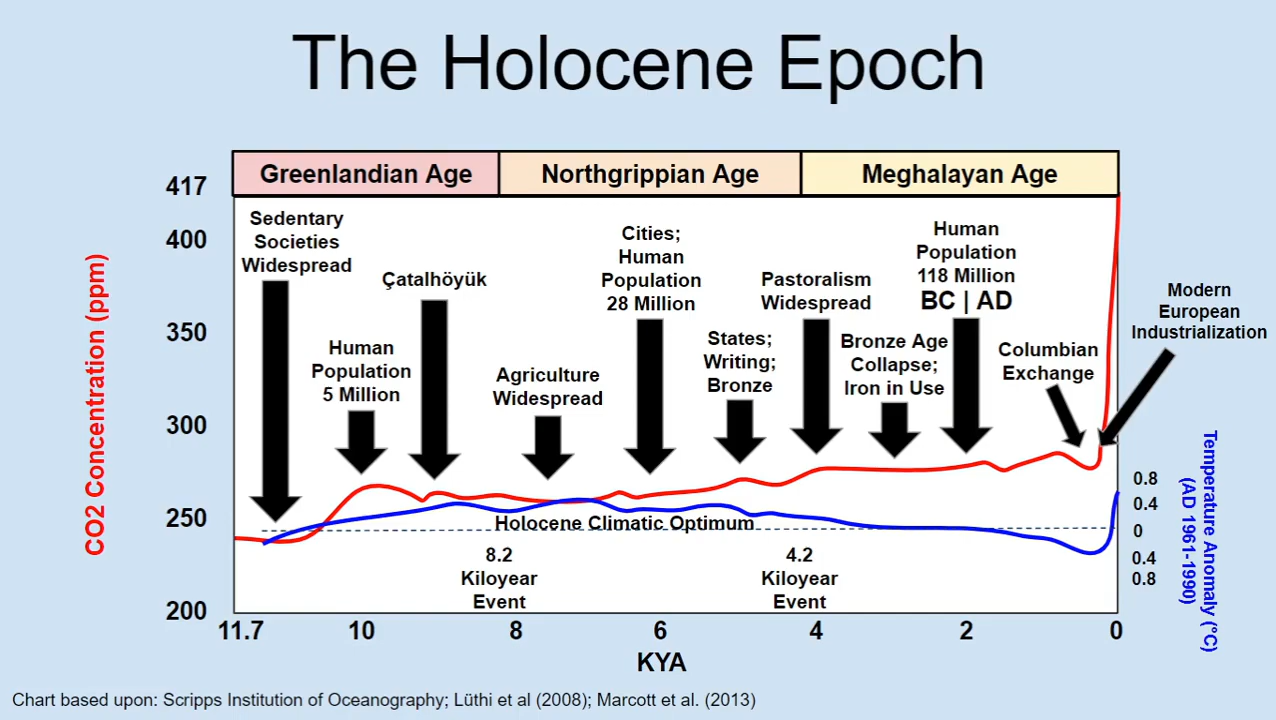 The Holocene Epoch
Greenlandian Age
Northgrippian Age
Meghalayan Age
417
400
350
300
250
200
CO2 Concentration (ppm)
Sedentary
Societies
Widespread
Human
Population
5 Million
Çatalhöyük
Agriculture
Widespread
Cities;
Human
Population
28 Million
States;
Writing;
Bronze
Pastoralism
Widespread
Bronze Age
Collapse;
Iron in Use
Human
Population
118 Million
BC | AD
Columbian
Exchange
Modern
European
Industrialization
Holocene Climatic Optimum
8.2
Kiloyear
Event
4.2
Kiloyear
Event
0.8
0.4
0
0.4
0.8
Temperature Anomaly (°C)
(AD 1961-1990)
11.7
10
8
6
4
2
0
KYA
Chart based upon: Scripps Institution of Oceanography; Lüthi et al (2008); Marcott et al. (2013)